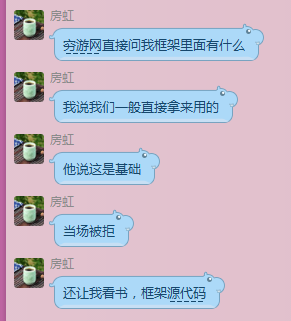 房虹
穷游网直接问我框架里面有什么
房虹
我说我们一般直接拿来用的
房虹
他说这是基础
房虹
当场被拒
房虹
还让我看书，框架源代码